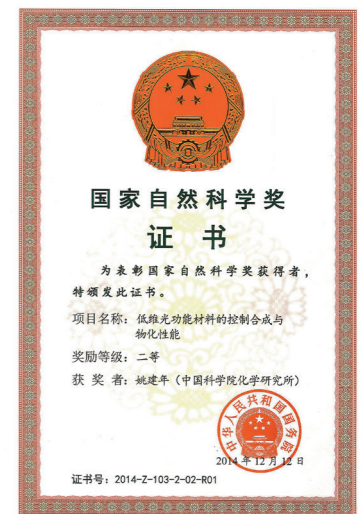 国家自然科学奖
证书
为表彰国家自然科学奖获得者，
特颁发此证书。
项目名称：低维光功能材料的控制合成与
物化性能
奖励等级：二等
获奖者：姚建年（中国科学院化学研究所）
中华人民共和国国务院
2014年12月12日
证书号：2014-Z-103-2-02-R01